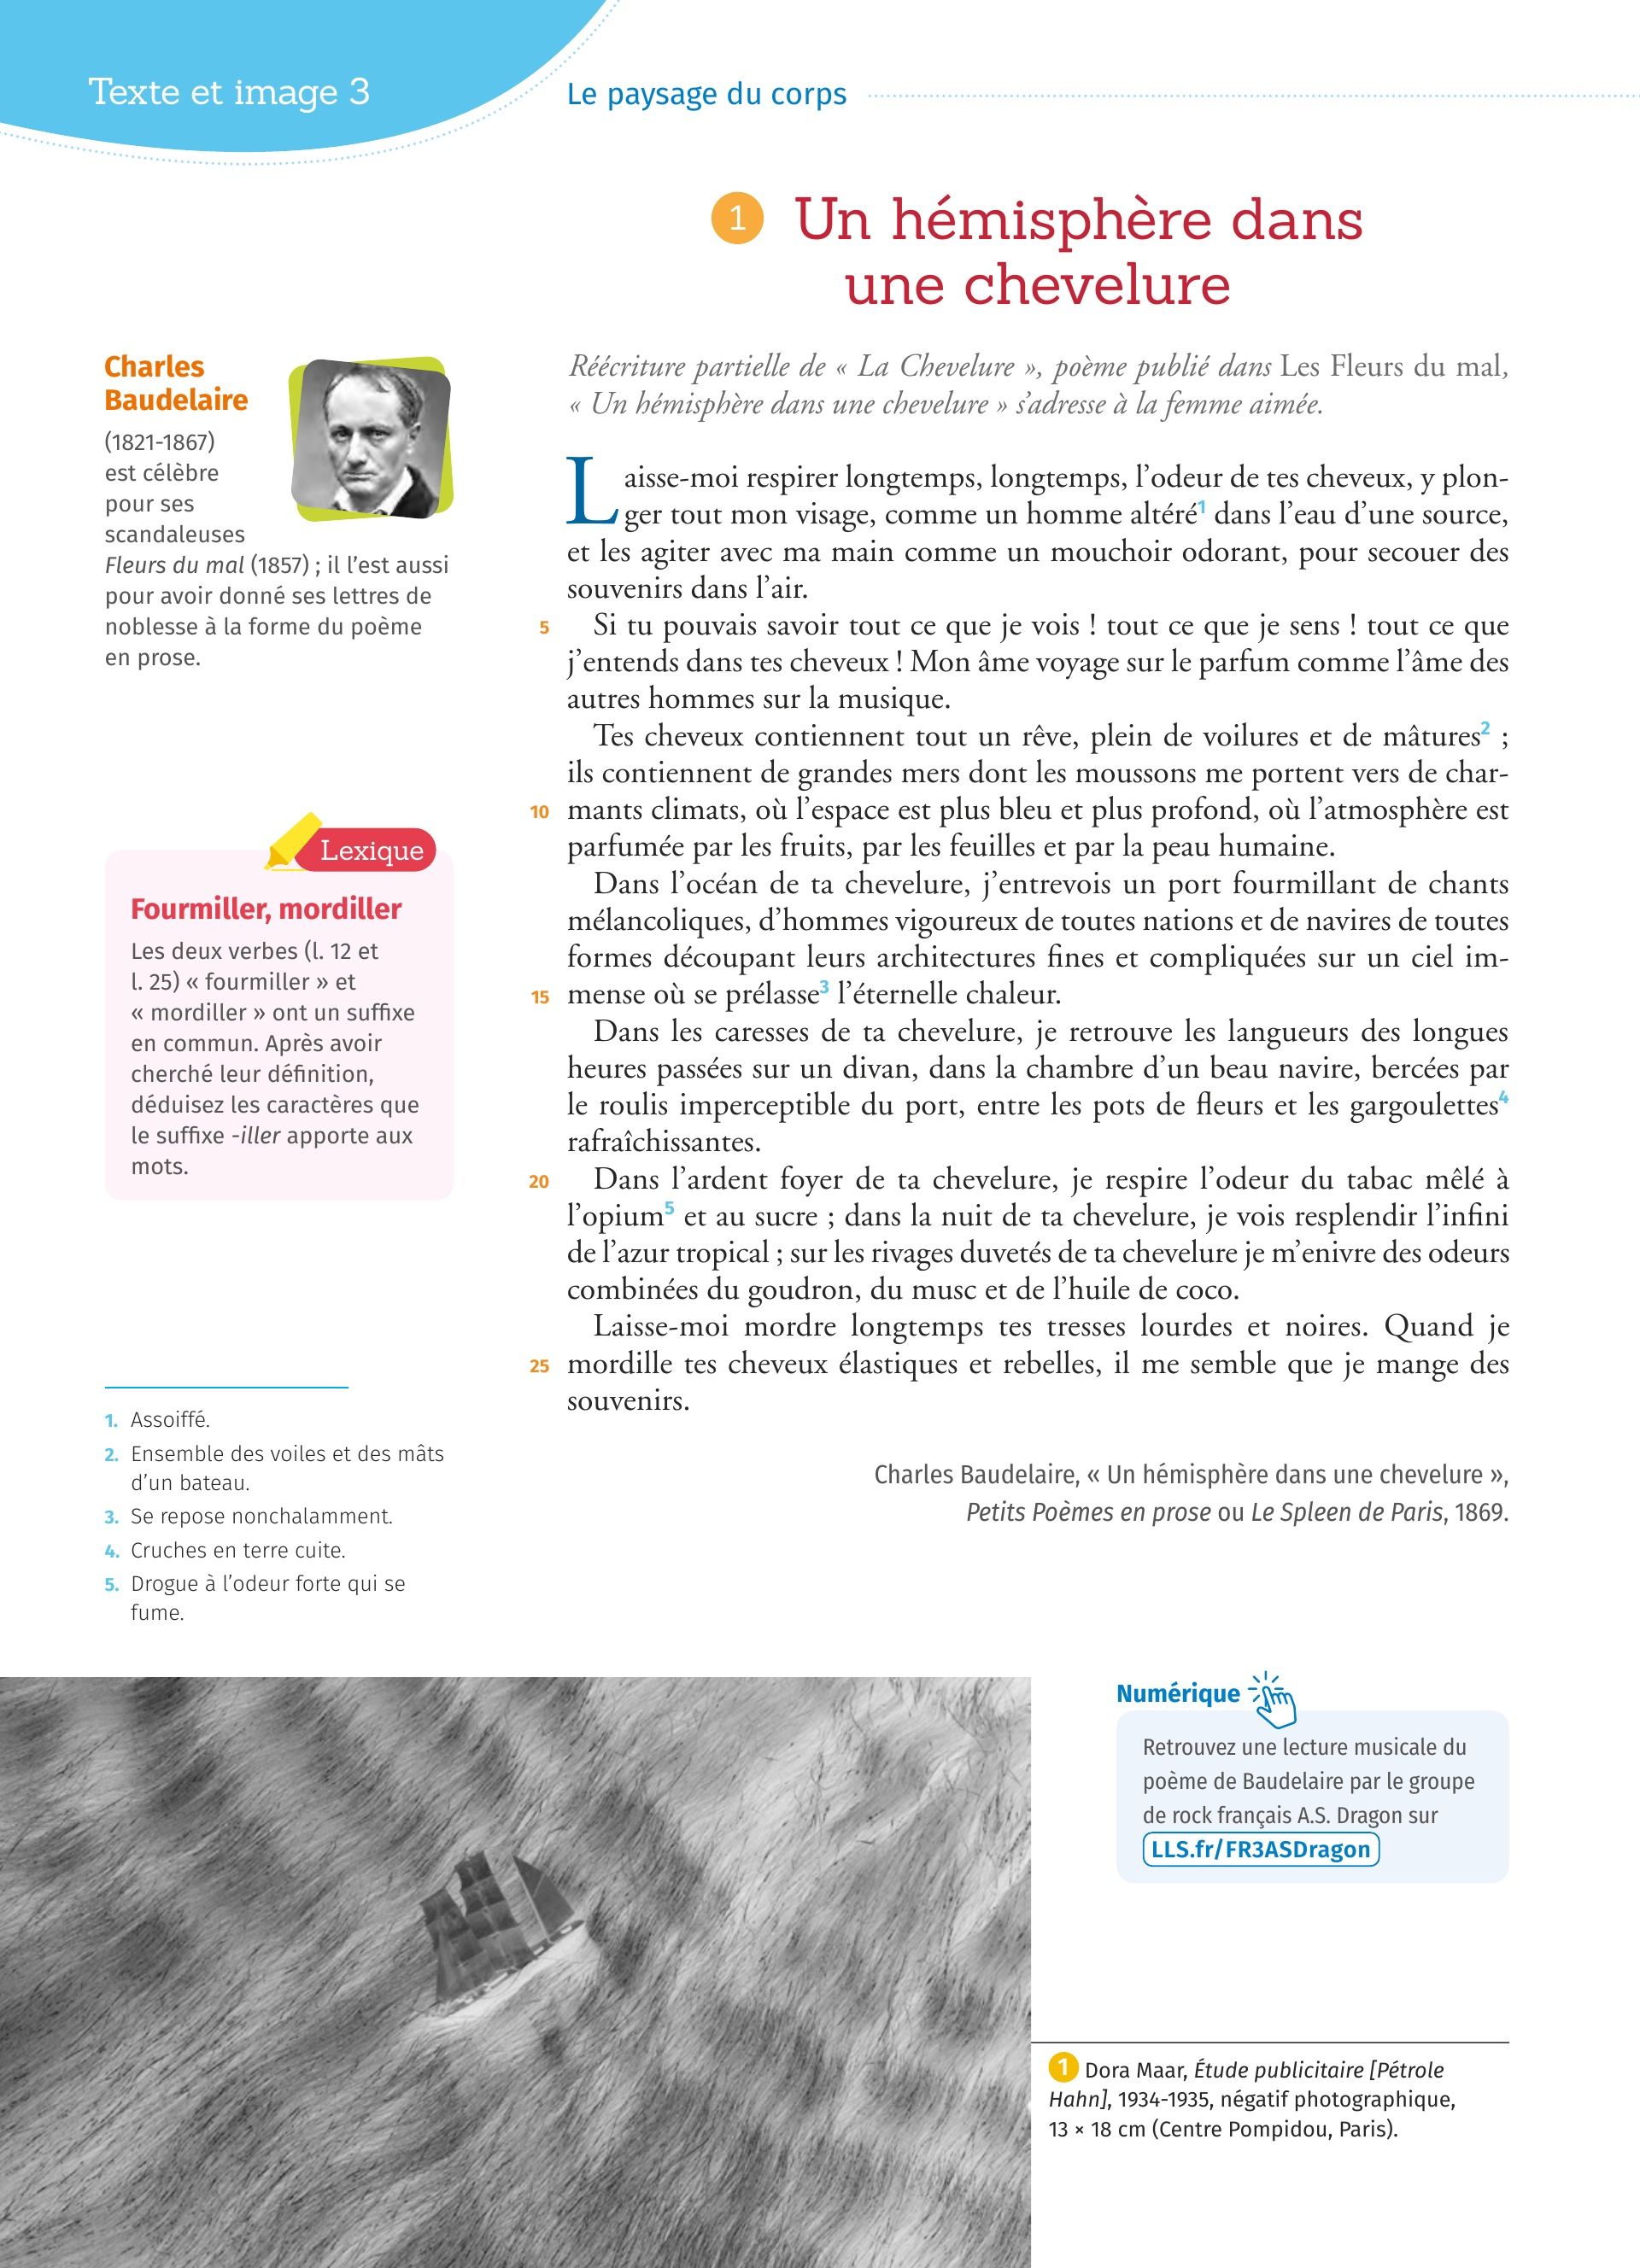 Texte et image 3
Le paysage du corps
1 Un hémisphère dans
une chevelure
Réécriture partielle de « La Chevelure », poème publié dans Les Fleurs du mal,
« Un hémisphère dans une chevelure » s’adresse à la femme aimée.
Charles
Baudelaire
(1821-1867)
est célèbre
pour ses
scandaleuses
Fleurs du mal (1857) ; il l’est aussi
pour avoir donné ses lettres de
noblesse à la forme du poème
en prose.
Laisse-moi respirer longtemps, longtemps, l’odeur de tes cheveux, y plon-
ger tout mon visage, comme un homme altéré1 dans l’eau d’une source,
et les agiter avec ma main comme un mouchoir odorant, pour secouer des
souvenirs dans l’air.
5 Si tu pouvais savoir tout ce que je vois ! tout ce que je sens ! tout ce que
j’entends dans tes cheveux ! Mon âme voyage sur le parfum comme l’âme des
autres hommes sur la musique.
Tes cheveux contiennent tout un rêve, plein de voilures et de mâtures2 ;
ils contiennent de grandes mers dont les moussons me portent vers de char-
10 mants climats, où l’espace est plus bleu et plus profond, où l’atmosphère est
parfumée par les fruits, par les feuilles et par la peau humaine.
Dans l’océan de ta chevelure, j’entrevois un port fourmillant de chants
mélancoliques, d’hommes vigoureux de toutes nations et de navires de toutes
formes découpant leurs architectures fines et compliquées sur un ciel im-
15 mense où se prélasse3 l’éternelle chaleur.
Dans les caresses de ta chevelure, je retrouve les langueurs des longues
heures passées sur un divan, dans la chambre d’un beau navire, bercées par
le roulis imperceptible du port, entre les pots de fleurs et les gargoulettes4
rafraîchissantes.
20 Dans l’ardent foyer de ta chevelure, je respire l’odeur du tabac mêlé à
l’opium5 et au sucre ; dans la nuit de ta chevelure, je vois resplendir l’infini
de l’azur tropical ; sur les rivages duvetés de ta chevelure je m’enivre des odeurs
combinées du goudron, du musc et de l’huile de coco.
Laisse-moi mordre longtemps tes tresses lourdes et noires. Quand je
25 mordille tes cheveux élastiques et rebelles, il me semble que je mange des
souvenirs.
Charles Baudelaire, « Un hémisphère dans une chevelure »,
Petits Poèmes en prose ou Le Spleen de Paris, 1869.
Lexique
Fourmiller, mordiller
Les deux verbes (l. 12 et
l. 25) « fourmiller » et
« mordiller » ont un suffixe
en commun. Après avoir
cherché leur définition,
déduisez les caractères que
le suffixe -iller apporte aux
mots.
1. Assoiffé.
2. Ensemble des voiles et des mâts
d’un bateau.
3. Se repose nonchalamment.
4. Cruches en terre cuite.
5. Drogue à l’odeur forte qui se
fume.
Numérique
Retrouvez une lecture musicale du
poème de Baudelaire par le groupe
de rock français A.S. Dragon sur
LLS.fr/FR3ASDragon
1 Dora Maar, Étude publicitaire [Pétrole
Hahn], 1934-1935, négatif photographique,
13 × 18 cm (Centre Pompidou, Paris).